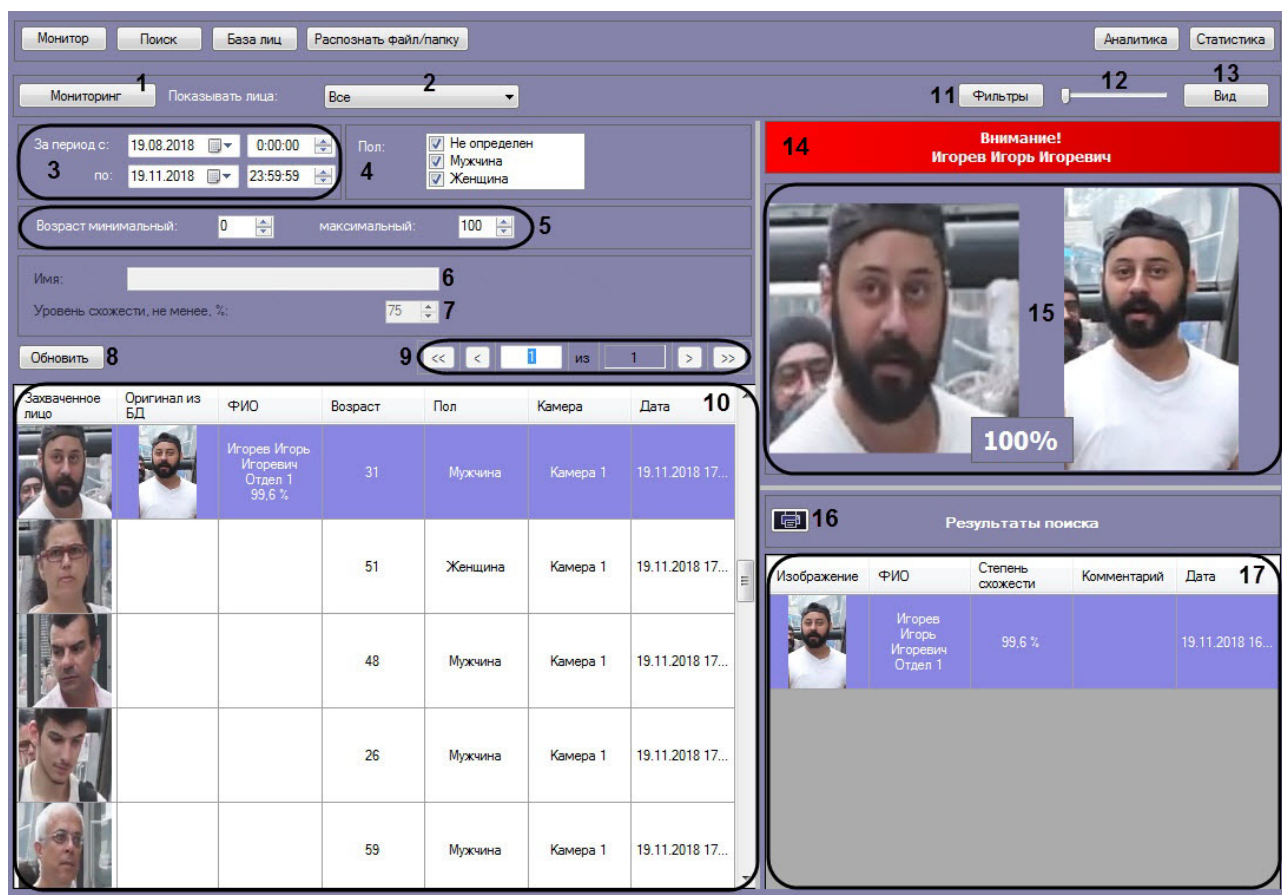 Монитор Поиск База лиц Распознать файл/папку Аналитика Статистика
1 2 12 13
Мониторинг Показывать лица: Все 11 Фильтры Вид
За период с: 19.08.2018 0:00:00
3 по: 19.11.2018 23:59:59
Пол: 4
Не определен
Мужчина
Женщина
Возраст минимальный: 0 максимальный: 100 5
Имя: 6
Уровень схожести, не менее, %: 75 7
Обновить 8 9 << < 1 из 1 > >>
Захваченное лицо Оригинал из БД ФИО Возраст Пол Камера Дата 10
Игорев Игорь
Игоревич
Отдел 1
99,6 %
31 Мужчина Камера 1 19.11.2018 17...
51 Женщина Камера 1 19.11.2018 17...
48 Мужчина Камера 1 19.11.2018 17...
26 Мужчина Камера 1 19.11.2018 17...
59 Мужчина Камера 1 19.11.2018 17...
14 Внимание!
Игорев Игорь Игоревич
15
100%
16 Результаты поиска
Изображение ФИО Степень схожести Комментарий Дата 17
Игорев
Игорь
Игоревич
Отдел 1
99,6 % 19.11.2018 16...